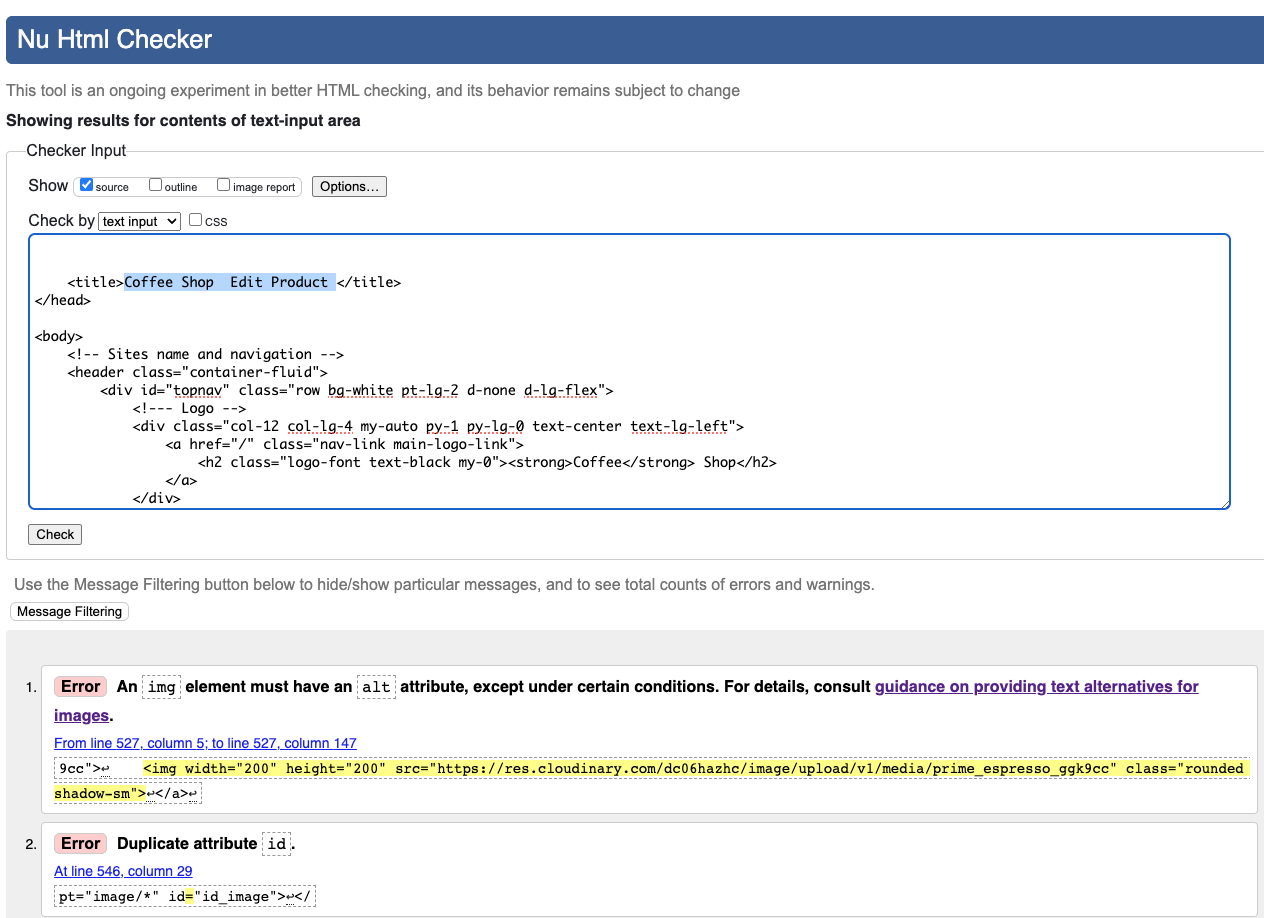 Nu Html Checker
This tool is an ongoing experiment in better HTML checking, and its behavior remains subject to change
Showing results for contents of text-input area
Checker Input
Show source outline image report Options...
Check by text input CSS
<title>Coffee Shop  Edit Product </title>
</head>
<body>
<!-- Sites name and navigation -->
<header class="container-fluid">
<div id="topnav" class="row bg-white pt-lg-2 d-none d-lg-flex">
<!--- Logo -->
<div class="col-12 col-lg-4 my-auto py-1 py-lg-0 text-center text-lg-left">
<a href="/" class="nav-link main-logo-link">
<h2 class="logo-font text-black my-0"><strong>Coffee</strong> Shop</h2>
</a>
</div>
Check
Use the Message Filtering button below to hide/show particular messages, and to see total counts of errors and warnings.
Message Filtering
1. Error An img element must have an alt attribute, except under certain conditions. For details, consult guidance on providing text alternatives for
images.
From line 527, column 5; to line 527, column 147
9cc">↩    <img width="200" height="200" src="https://res.cloudinary.com/dc06hazhc/image/upload/v1/media/prime_espresso_ggk9cc" class="rounded
shadow-sm">↩</a>↩
2. Error Duplicate attribute id.
At line 546, column 29
pt="image/*" id="id_image">↩</